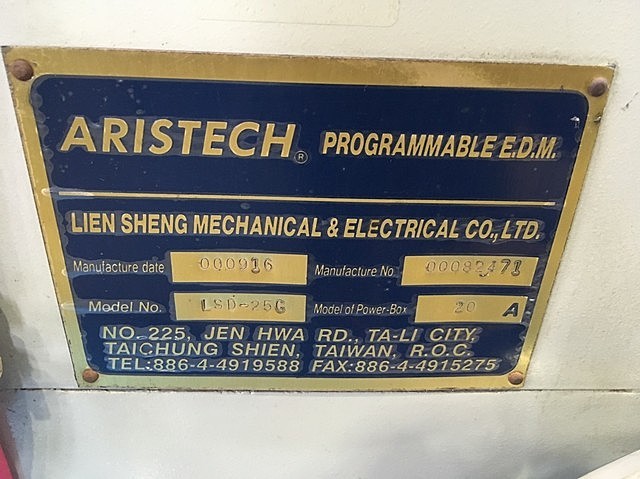 ARISTECH® PROGRAMMABLE E.D.M.
LIEN SHENG MECHANICAL & ELECTRICAL CO., LTD.
Manufacture date 000916 Manufacture No. 00082471
Model No. LSD-25G Model of Power-Box 20 A
NO. 225, JEN HWA RD., TA-LI CITY,
TAICHUNG SHIEN, TAIWAN, R.O.C.
TEL:886-4-4919588 FAX:886-4-4915275